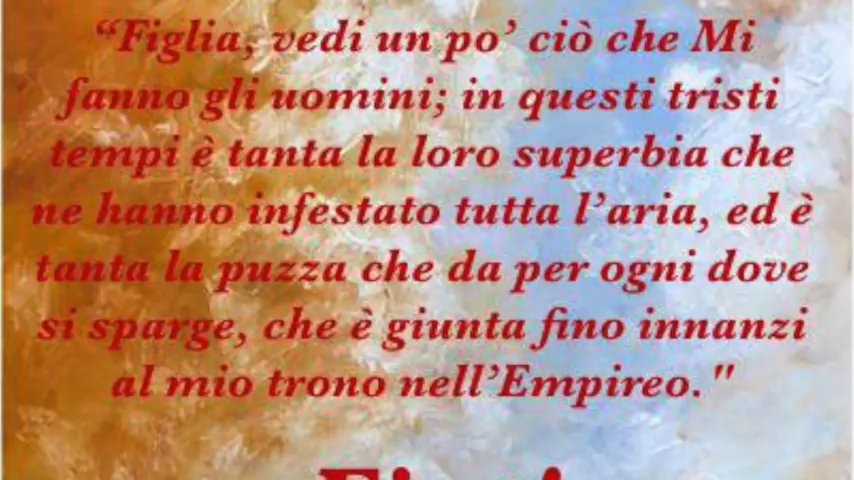 “Figlia, vedi un po’ ciò che Mi
fanno gli uomini; in questi tristi
tempi è tanta la loro superbia che
ne hanno infestato tutta l’aria, ed è
tanta la puzza che da per ogni dove
si sparge, che è giunta fino innanzi
al mio trono nell’Empireo."